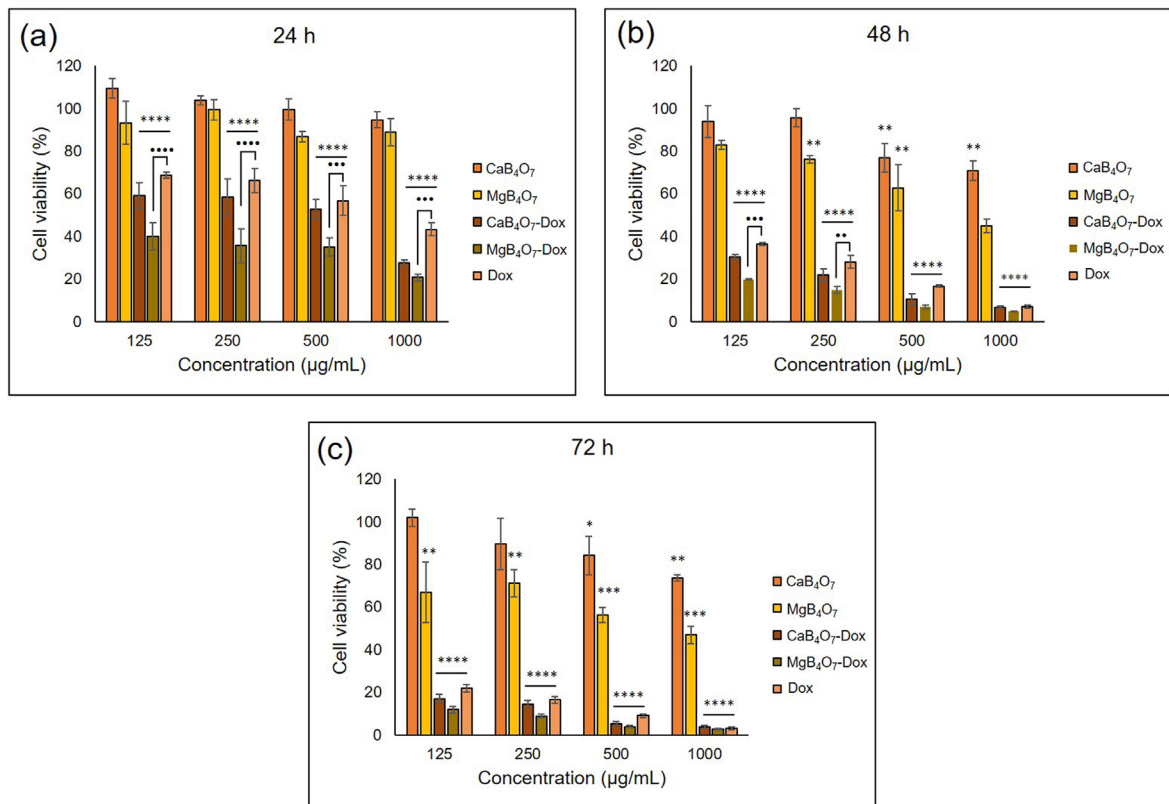 (a)
24 h
Cell viability (%)
120
100
80
60
40
20
0
****
••••
****
••••
****
•••
****
•••
125 250 500 1000
Concentration (µg/mL)
CaB₄O₇
MgB₄O₇
CaB₄O₇-Dox
MgB₄O₇-Dox
Dox
(b)
48 h
Cell viability (%)
120
100
80
60
40
20
0
****
•••
**
****
••
**
**
****
**
****
125 250 500 1000
Concentration (µg/mL)
CaB₄O₇
MgB₄O₇
CaB₄O₇-Dox
MgB₄O₇-Dox
Dox
(c)
72 h
Cell viability (%)
120
100
80
60
40
20
0
**
****
**
****
*
***
****
**
***
****
125 250 500 1000
Concentration (µg/mL)
CaB₄O₇
MgB₄O₇
CaB₄O₇-Dox
MgB₄O₇-Dox
Dox